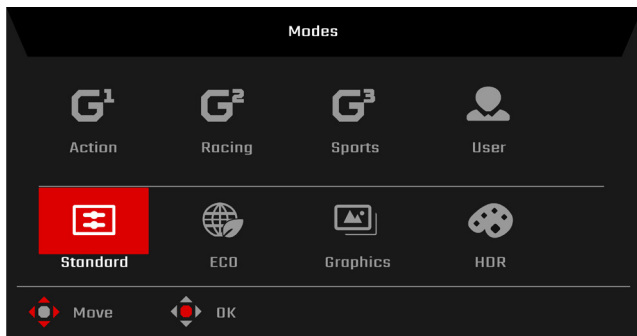 Modes
G1 G2 G3
Action Racing Sports User
Standard ECO Graphics HDR
Move OK